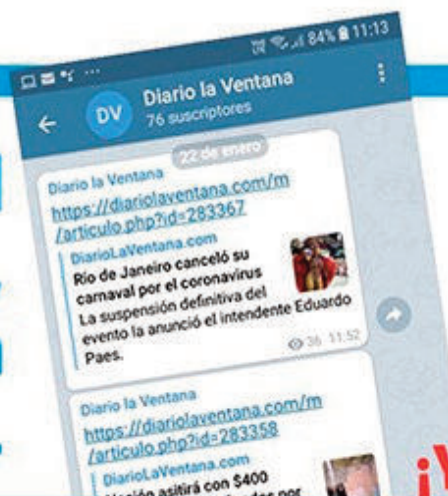 84% 11:13
DV
Diario la Ventana
76 suscriptores
22 de enero
Diario la Ventana
https://diariolaventana.com/m
/articulo.php?id=283367
DiarioLaVentana.com
Río de Janeiro canceló su
carnaval por el coronavirus
La suspensión definitiva del
evento la anunció el intendente Eduardo
Paes.
36 11:52
Diario la Ventana
https://diariolaventana.com/m
/articulo.php?id=283358
DiarioLaVentana.com
asitirá con $400
por